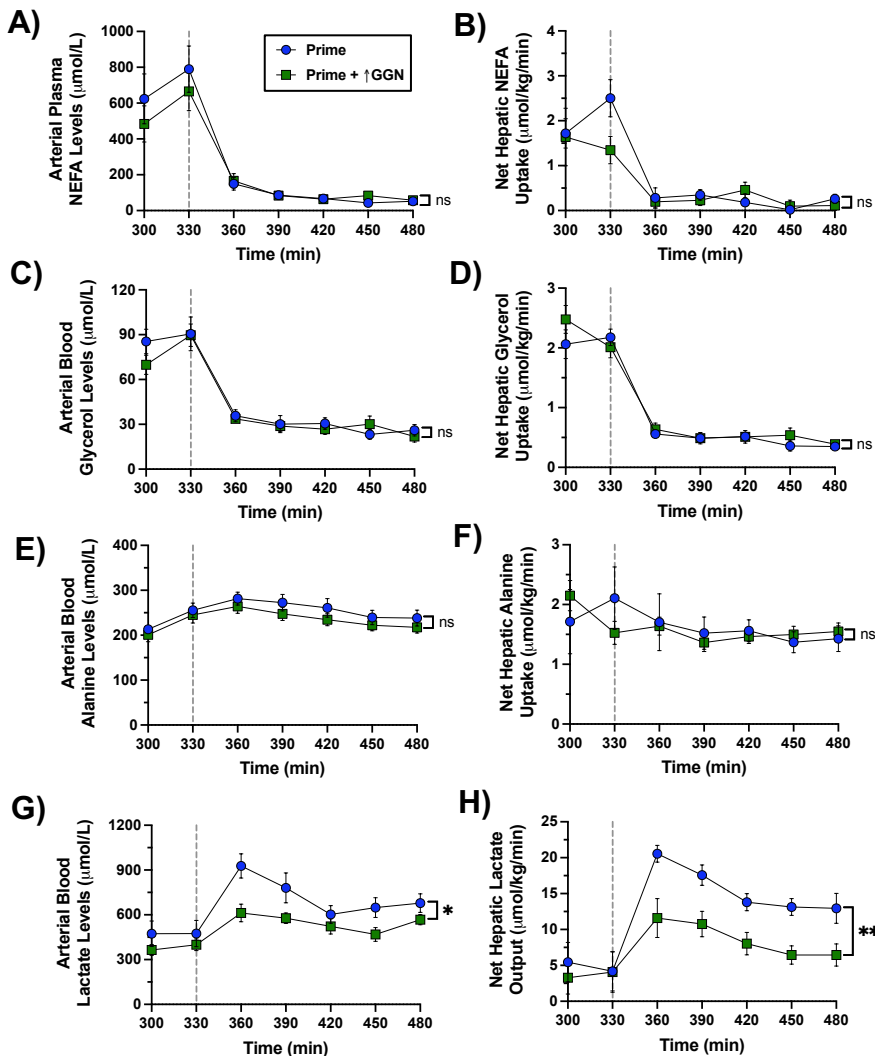 A)
Arterial Plasma
NEFA Levels (μmol/L)
1000
800
600
400
200
0
300 330 360 390 420 450 480
Time (min)
Prime
Prime + ↑GGN
ns
B)
Net Hepatic NEFA
Uptake (μmol/kg/min)
4
3
2
1
0
300 330 360 390 420 450 480
Time (min)
ns
C)
Arterial Blood
Glycerol Levels (μmol/L)
120
90
60
30
0
300 330 360 390 420 450 480
Time (min)
ns
D)
Net Hepatic Glycerol
Uptake (μmol/kg/min)
3
2
1
0
300 330 360 390 420 450 480
Time (min)
ns
E)
Arterial Blood
Alanine Levels (μmol/L)
400
300
200
100
0
300 330 360 390 420 450 480
Time (min)
ns
F)
Net Hepatic Alanine
Uptake (μmol/kg/min)
3
2
1
0
300 330 360 390 420 450 480
Time (min)
ns
G)
Arterial Blood
Lactate Levels (μmol/L)
1200
900
600
300
0
300 330 360 390 420 450 480
Time (min)
*
H)
Net Hepatic Lactate
Output (μmol/kg/min)
25
20
15
10
5
0
300 330 360 390 420 450 480
Time (min)
**